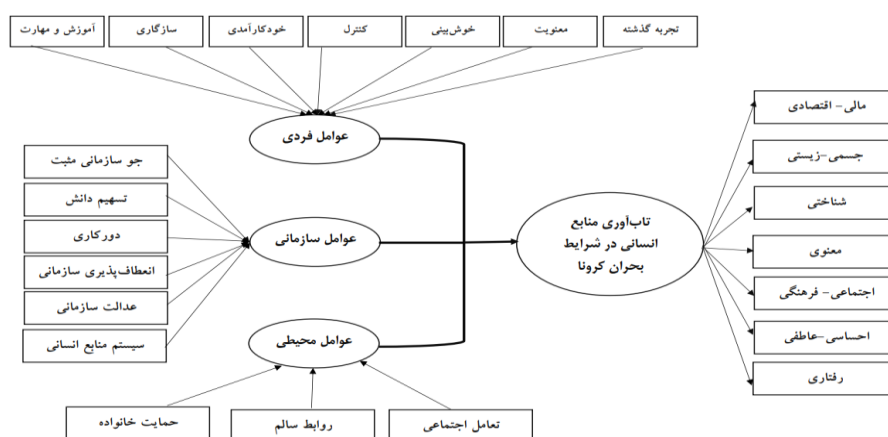 تجربه گذشته
معنویت
خوش‌بینی
کنترل
خودکارآمدی
سازگاری
آموزش و مهارت
عوامل فردی
جو سازمانی مثبت
تسهیم دانش
دورکاری
انعطاف‌پذیری سازمانی
عدالت سازمانی
سیستم منابع انسانی
عوامل سازمانی
عوامل محیطی
تعامل اجتماعی
روابط سالم
حمایت خانواده
تاب‌آوری منابع
انسانی در شرایط
بحران کرونا
مالی- اقتصادی
جسمی-زیستی
شناختی
معنوی
اجتماعی- فرهنگی
احساسی-عاطفی
رفتاری